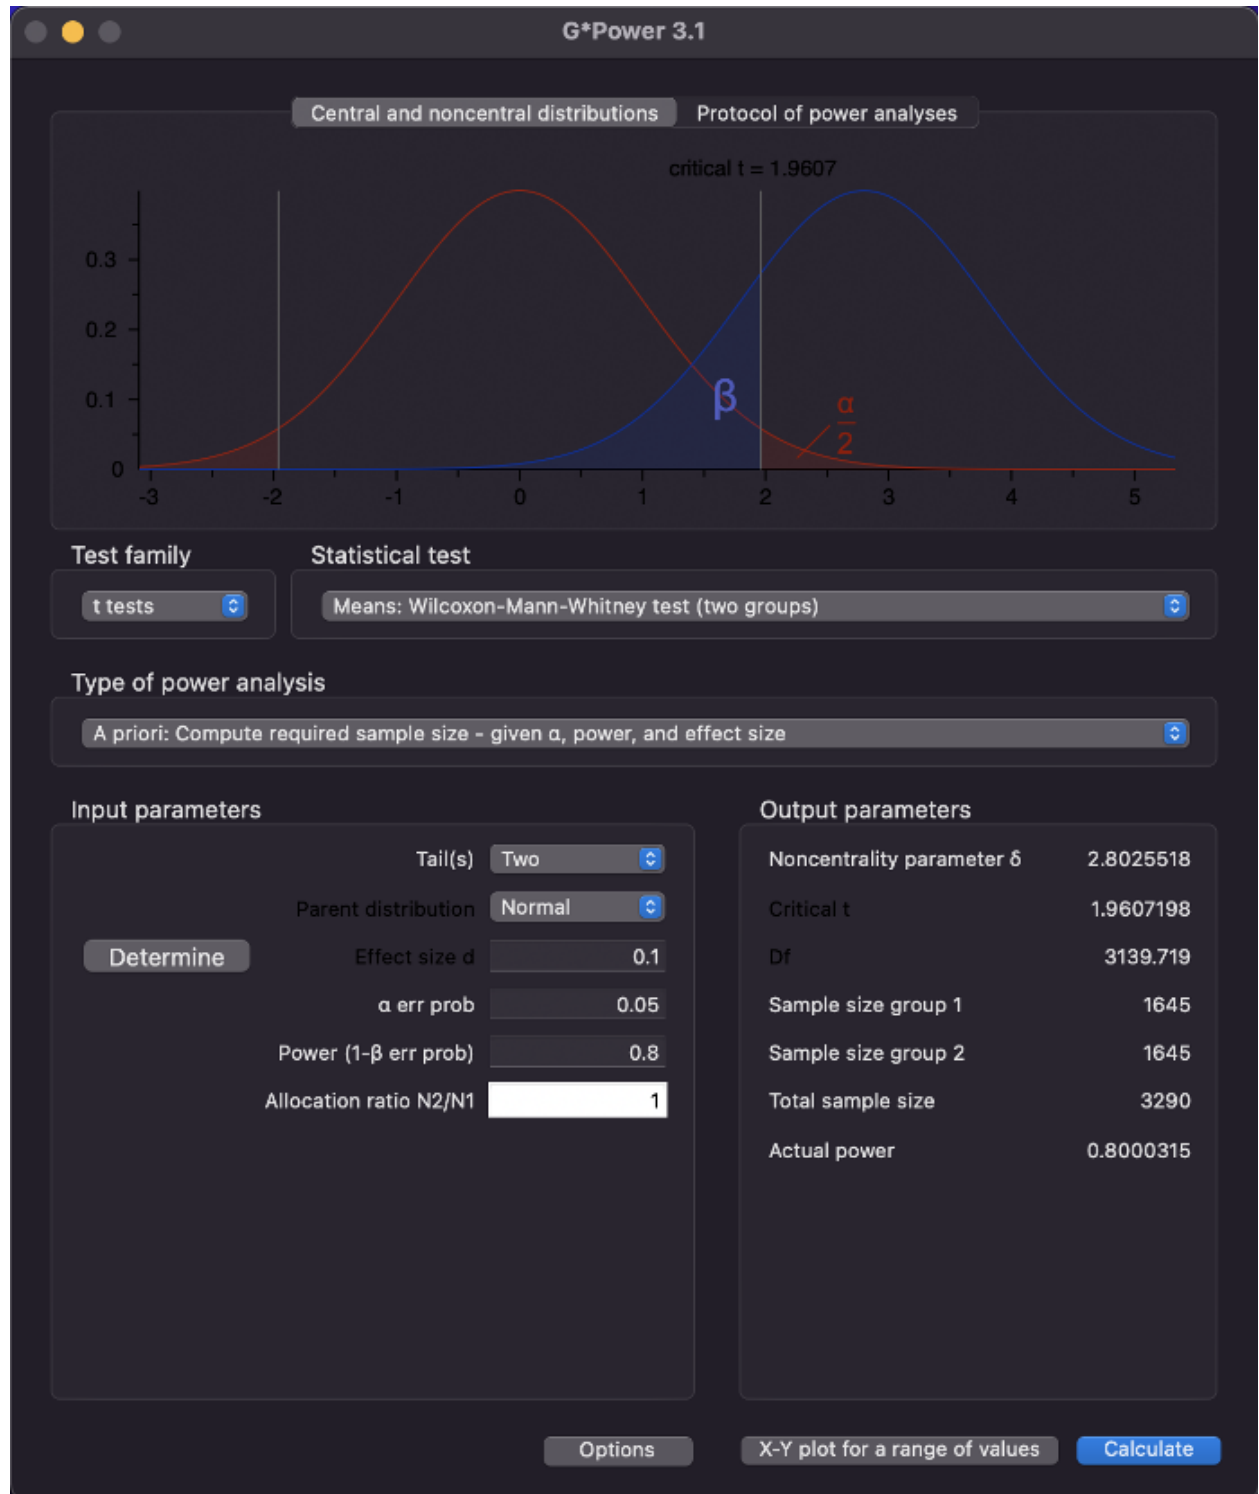 G*Power 3.1
Central and noncentral distributions Protocol of power analyses
critical t = 1.9607
0.3
0.2
0.1
0
β
α
2
-3 -2 -1 0 1 2 3 4 5
Test family Statistical test
t tests Means: Wilcoxon-Mann-Whitney test (two groups)
Type of power analysis
A priori: Compute required sample size - given α, power, and effect size
Input parameters
Tail(s) Two
Parent distribution Normal
Determine Effect size d 0.1
α err prob 0.05
Power (1-β err prob) 0.8
Allocation ratio N2/N1 1
Output parameters
Noncentrality parameter δ 2.8025518
Critical t 1.9607198
Df 3139.719
Sample size group 1 1645
Sample size group 2 1645
Total sample size 3290
Actual power 0.8000315
Options X-Y plot for a range of values Calculate